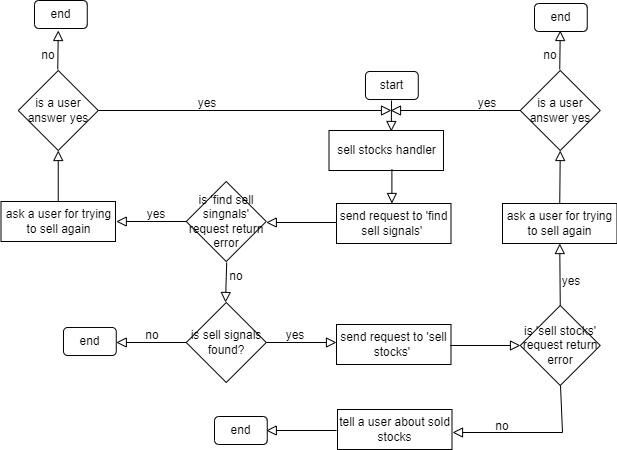 end
end
no
no
start
is a user
answer yes
yes
yes
is a user
answer yes
sell stocks handler
is 'find sell
singnals'
request return
error
ask a user for trying
to sell again
yes
send request to 'find
sell signals'
ask a user for trying
to sell again
no
yes
end
no
is sell signals
found?
yes
send request to 'sell
stocks'
is 'sell stocks'
request return
error
end
tell a user about sold
stocks
no